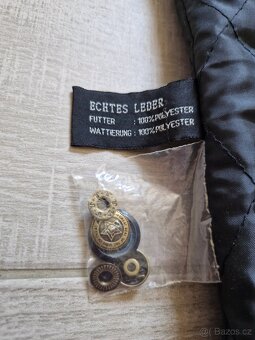 ECHTES LEDER
FUTTER : 100%POLYESTER
WATTIERUNG : 100%POLYESTER
Bazos.cz